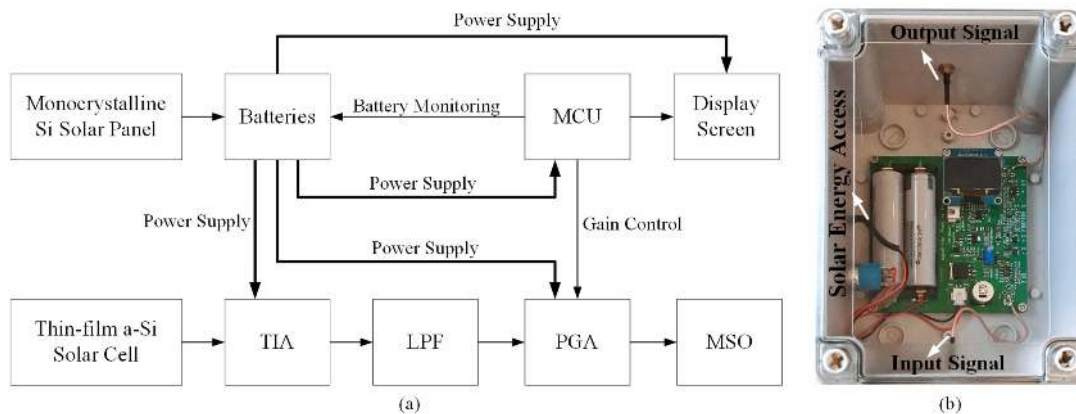 Power Supply
Monocrystalline
Si Solar Panel
Batteries
Battery Monitoring
MCU
Display
Screen
Power Supply
Power Supply
Gain Control
Power Supply
Thin-film a-Si
Solar Cell
TIA
LPF
PGA
MSO
(a)
Output Signal
Solar Energy Access
Input Signal
(b)